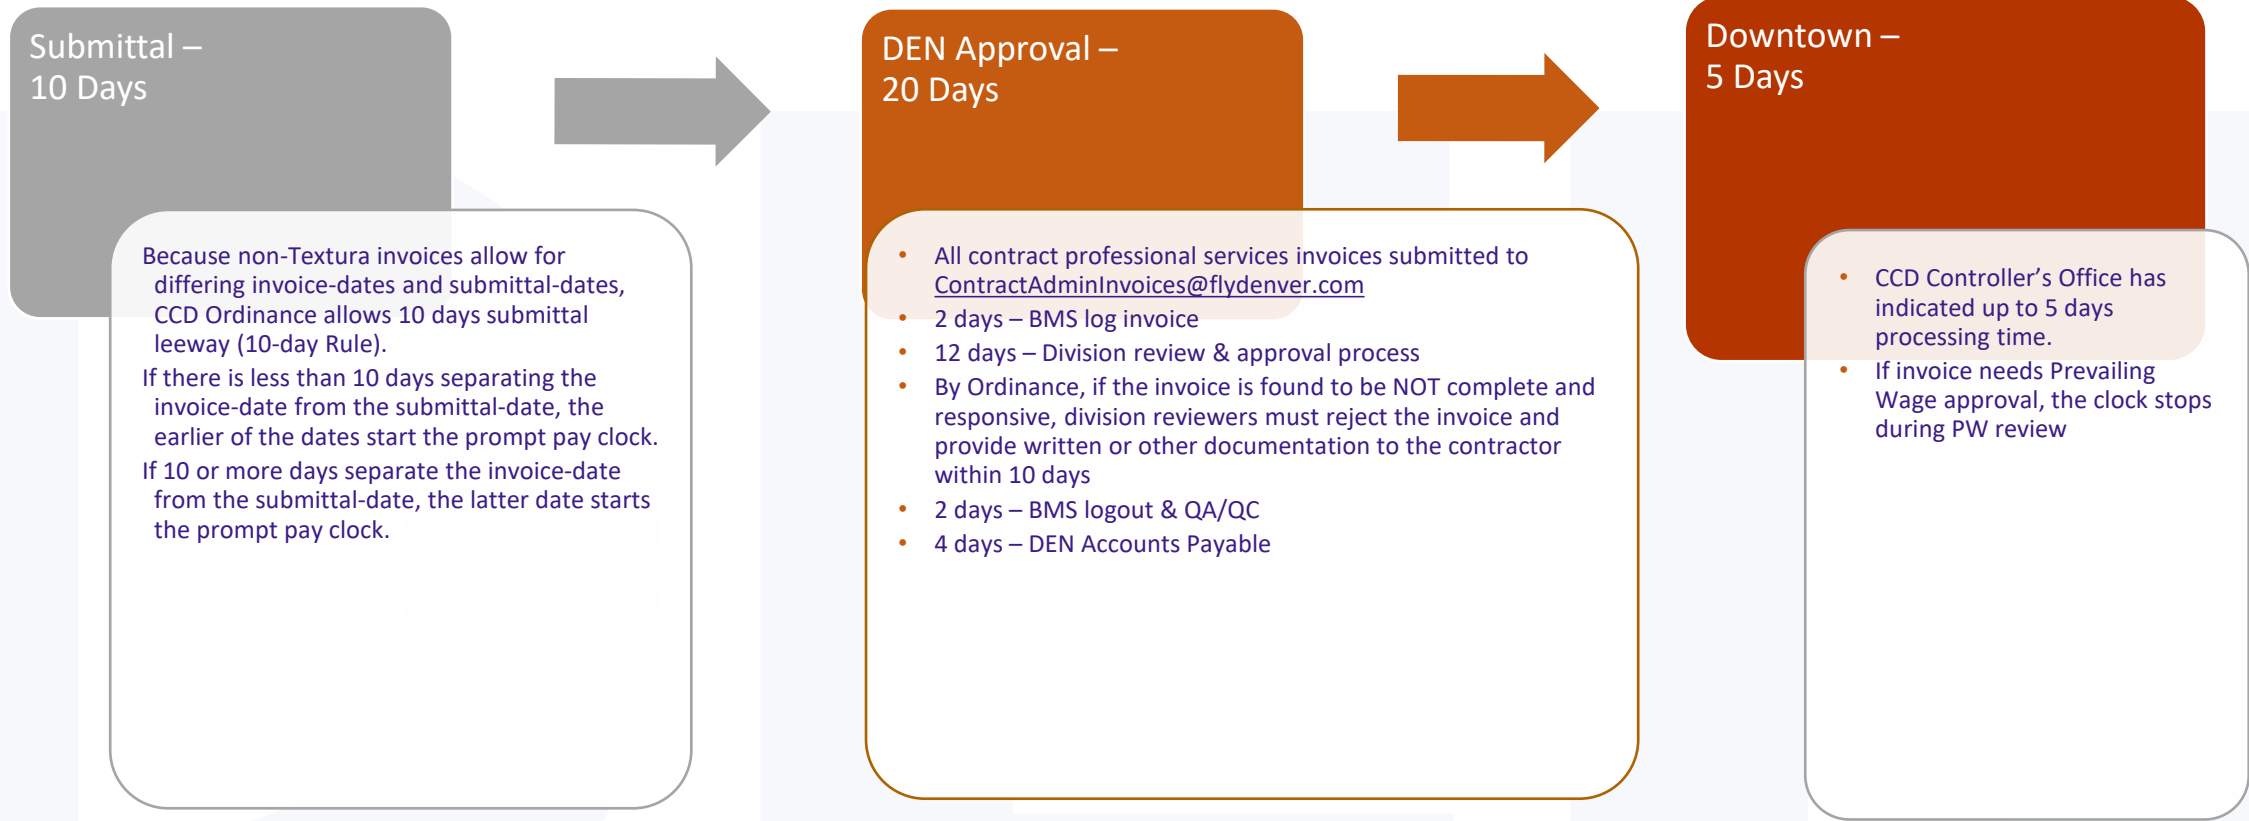 Submittal –
10 Days
Because non-Textura invoices allow for
differing invoice-dates and submittal-dates,
CCD Ordinance allows 10 days submittal
leeway (10-day Rule).
If there is less than 10 days separating the
invoice-date from the submittal-date, the
earlier of the dates start the prompt pay clock.
If 10 or more days separate the invoice-date
from the submittal-date, the latter date starts
the prompt pay clock.
DEN Approval –
20 Days
• All contract professional services invoices submitted to
ContractAdminInvoices@flydenver.com
• 2 days – BMS log invoice
• 12 days – Division review & approval process
• By Ordinance, if the invoice is found to be NOT complete and
responsive, division reviewers must reject the invoice and
provide written or other documentation to the contractor
within 10 days
• 2 days – BMS logout & QA/QC
• 4 days – DEN Accounts Payable
Downtown –
5 Days
• CCD Controller’s Office has
indicated up to 5 days
processing time.
• If invoice needs Prevailing
Wage approval, the clock stops
during PW review